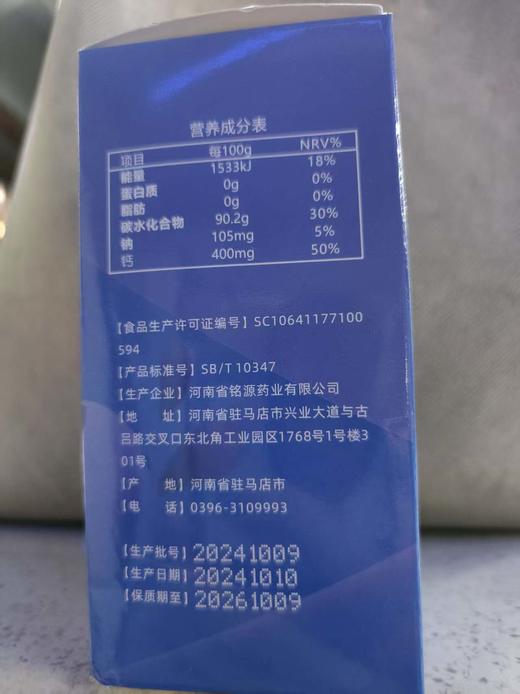 营养成分表
项目 每100g NRV%
能量 1533kJ 18%
蛋白质 0g 0%
脂肪 0g 0%
碳水化合物 90.2g 30%
钠 105mg 5%
钙 400mg 50%
【食品生产许可证编号】SC10641177100
594
【产品标准号】SB/T 10347
【生产企业】河南省铭源药业有限公司
【地 址】河南省驻马店市兴业大道与古
吕路交叉口东北角工业园区1768号1号楼3
01号
【产 地】河南省驻马店市
【电 话】0396-3109993
【生产批号】20241009
【生产日期】20241010
【保质期至】20261009